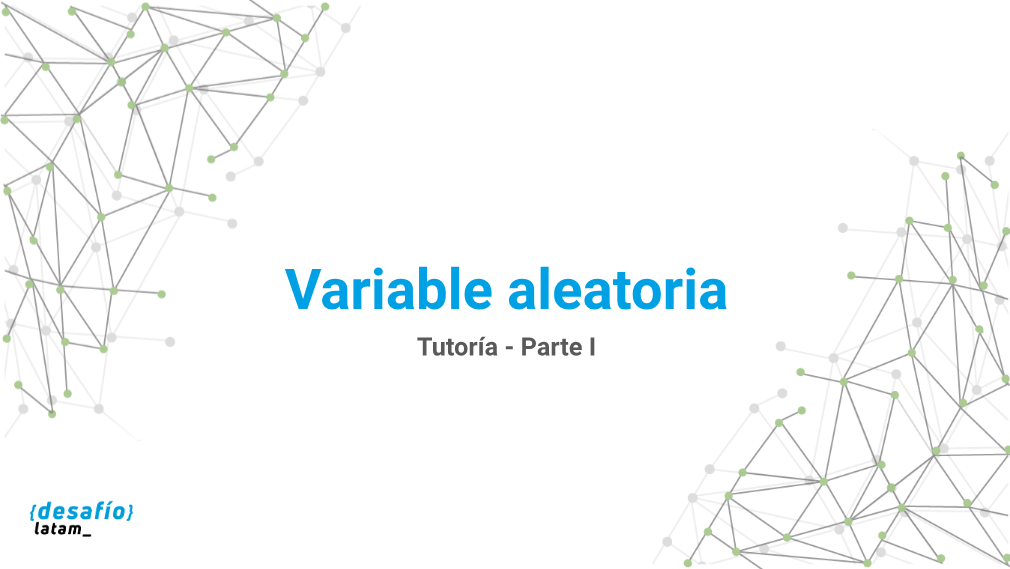 Variable aleatoria
Tutoría - Parte I
{desafío}
latam_